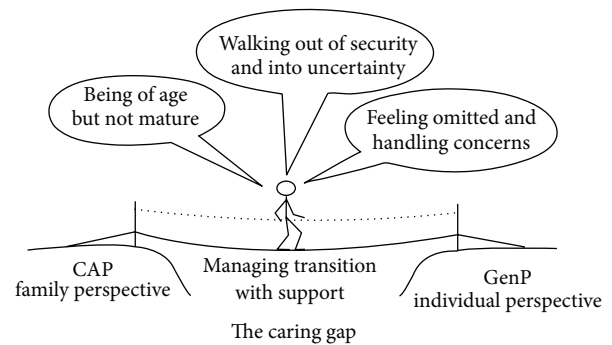 Walking out of security
and into uncertainty
Being of age
but not mature
Feeling omitted and
handling concerns
CAP
family perspective
Managing transition
with support
GenP
individual perspective
The caring gap